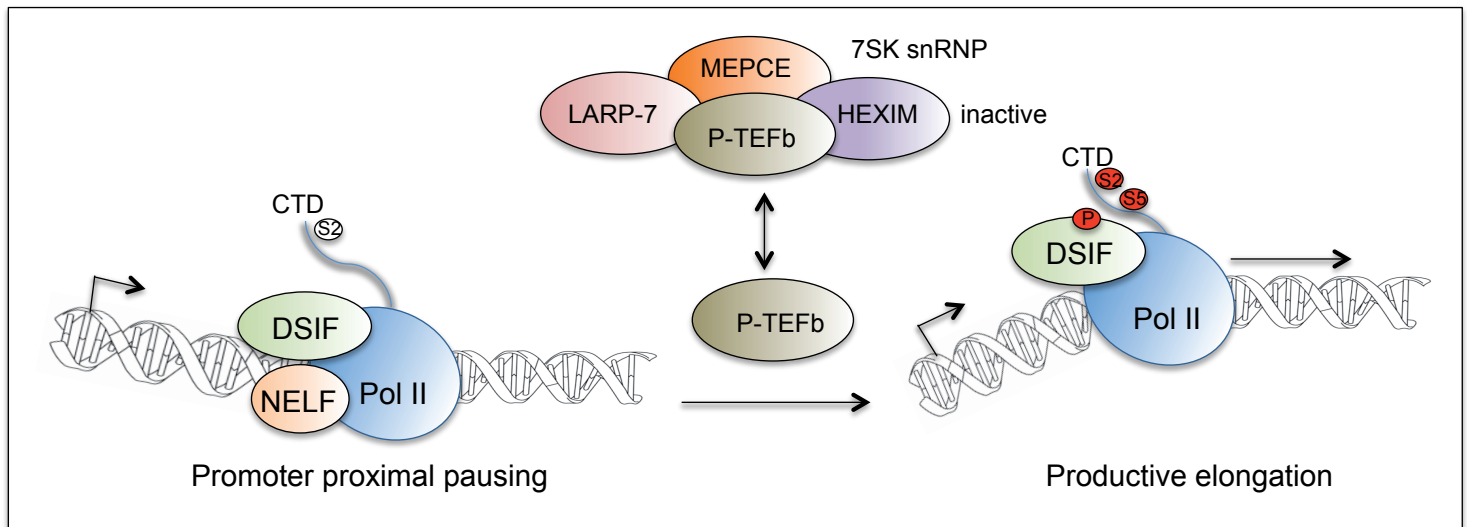 7SK snRNP
MEPCE
LARP-7
HEXIM
inactive
P-TEFb
CTD
S2
DSIF
NELF
Pol II
Promoter proximal pausing
P-TEFb
CTD
S2
S5
P
DSIF
Pol II
Productive elongation